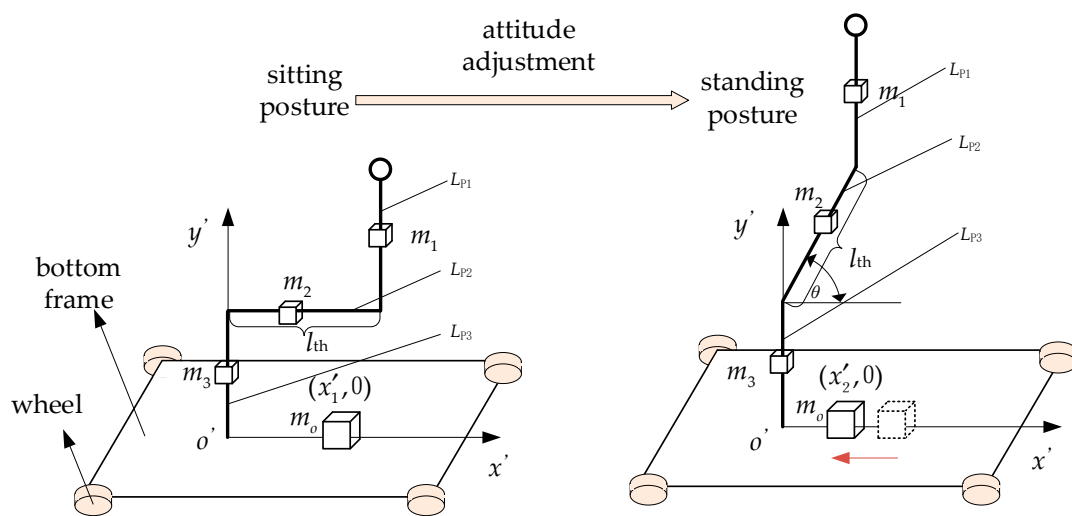 attitude
adjustment
sitting
posture
standing
posture
L_P1
m_1
y'
m_2
L_P2
l_th
L_P3
bottom
frame
m_3
(x'_1,0)
wheel
m_o
o'
x'
L_P1
m_1
L_P2
m_2
y'
L_P3
l_th
θ
m_3
(x'_2,0)
m_o
o'
x'